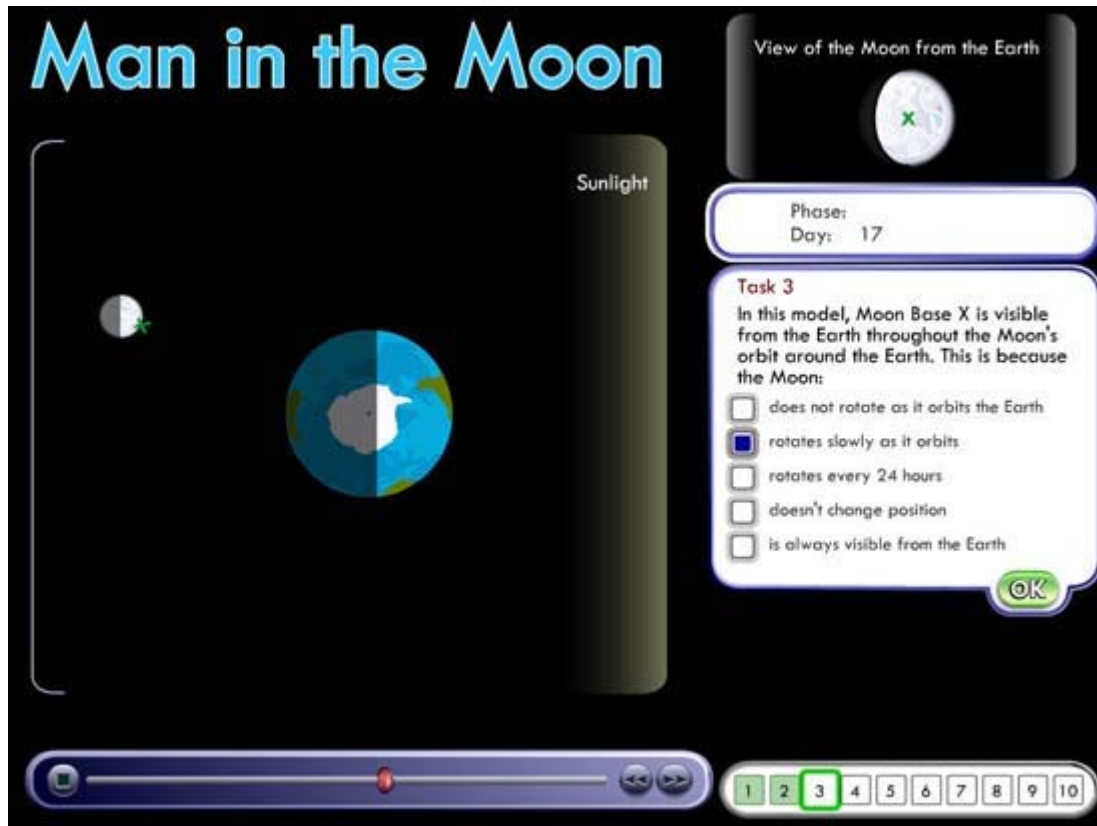 Man in the Moon
View of the Moon from the Earth
X
Sunlight
Phase:
Day: 17
x
Task 3
In this model, Moon Base X is visible
from the Earth throughout the Moon's
orbit around the Earth. This is because
the Moon:
does not rotate as it orbits the Earth
rotates slowly as it orbits
rotates every 24 hours
doesn't change position
is always visible from the Earth
OK
1 2 3 4 5 6 7 8 9 10